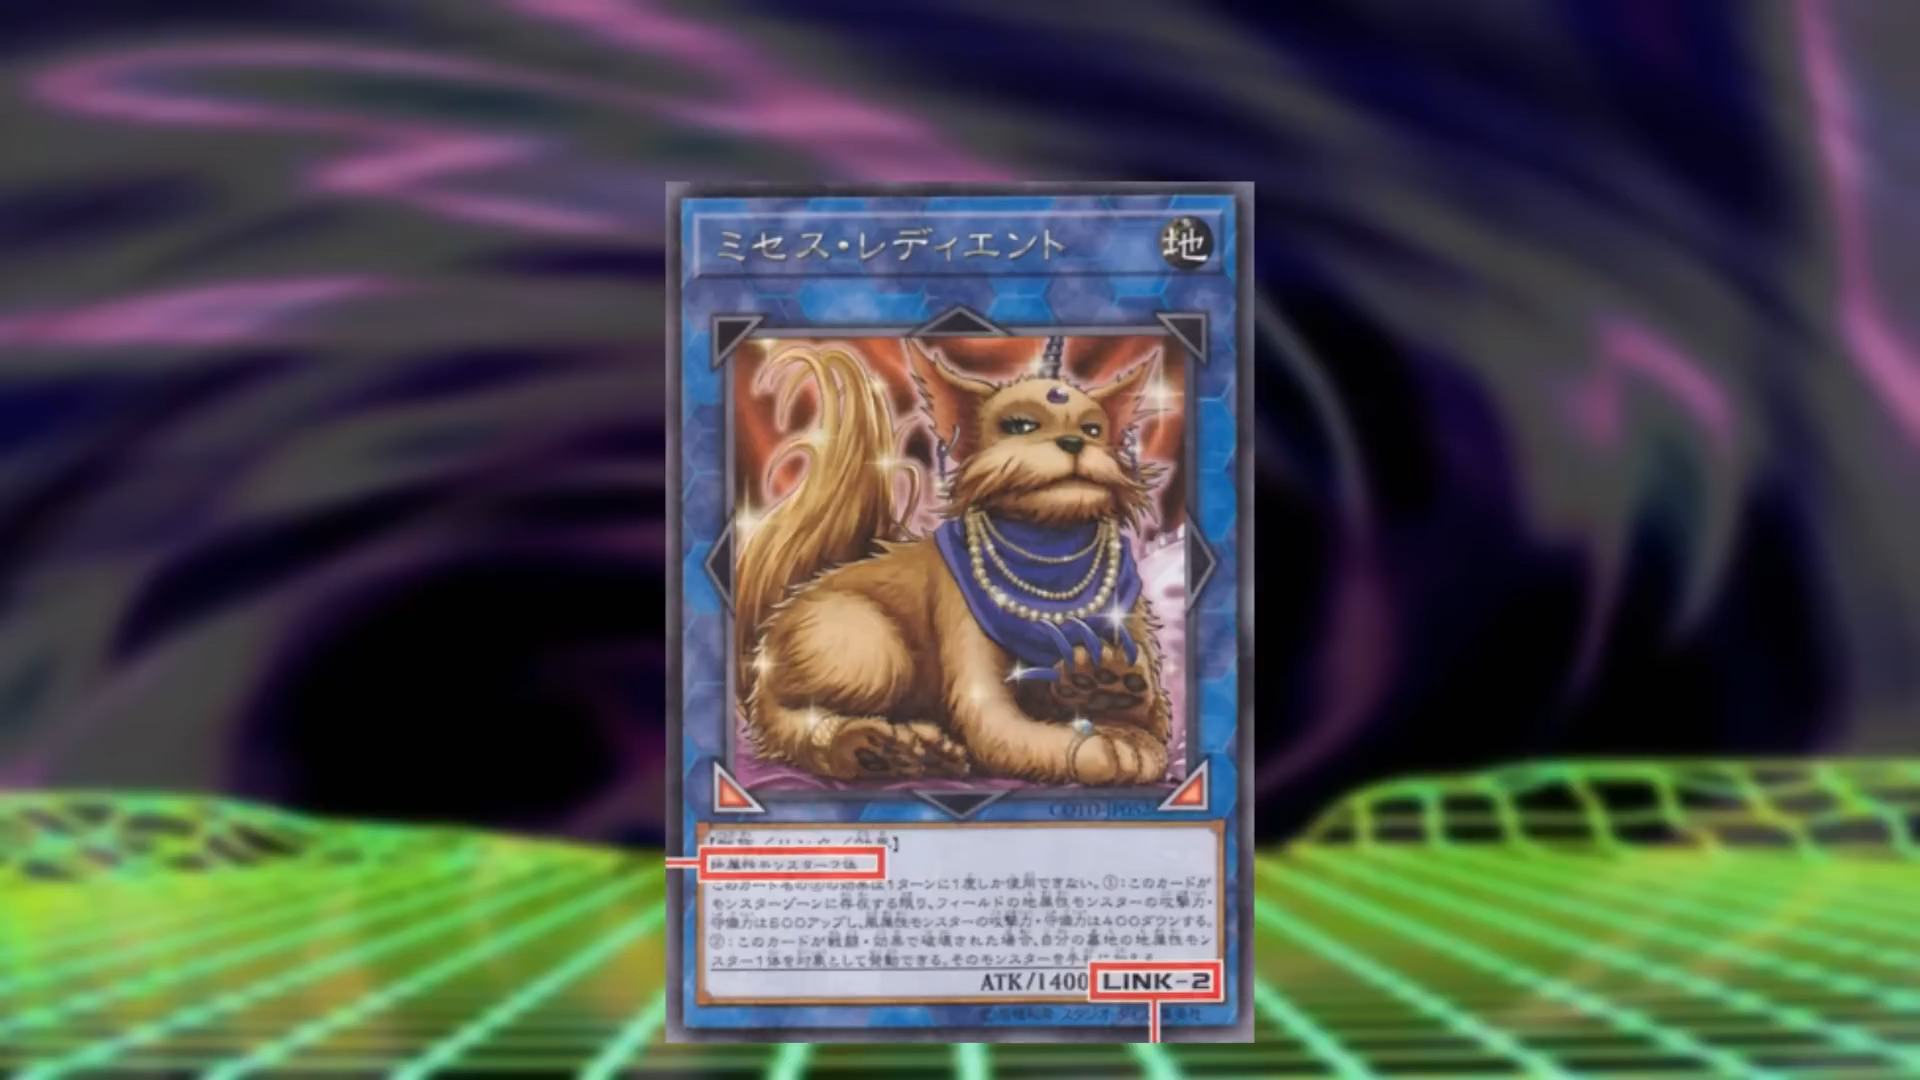 ミセス・レディエント
地
地属性モンスター2体
このカード名の②の効果は1ターンに1度しか使用できない。①:このカードが
モンスターゾーンに存在する限り、フィールドの地属性モンスターの攻撃力・
守備力は500アップし、風属性モンスターの攻撃力・守備力は400ダウンする。
②:このカードが戦闘・効果で破壊された場合、自分の墓地の地属性モン
スター1体を対象として発動できる。そのモンスターを手札に加える。
ATK/1400 LINK-2
スタジオ・ダイス